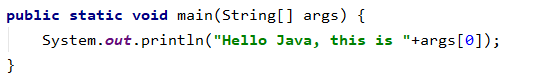 public static void main(String[] args) {
    System.out.println("Hello Java, this is "+args[0]);
}